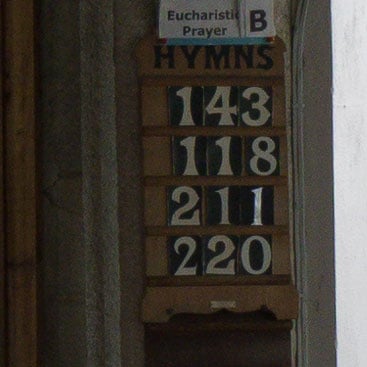 Eucharistic
Prayer B
HYMNS
143
118
211
220